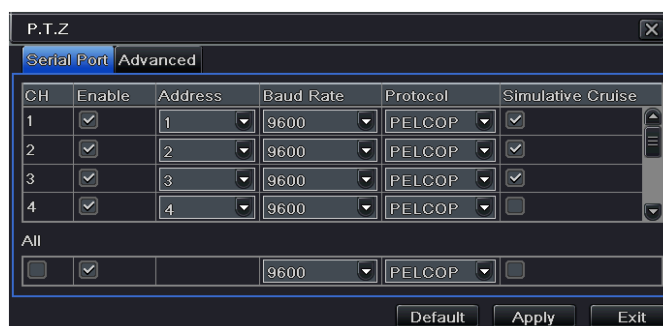 P.T.Z
Serial Port Advanced
CH Enable Address Baud Rate Protocol Simulative Cruise
1 1 9600 PELCOP
2 2 9600 PELCOP
3 3 9600 PELCOP
4 4 9600 PELCOP
All
9600 PELCOP
Default Apply Exit